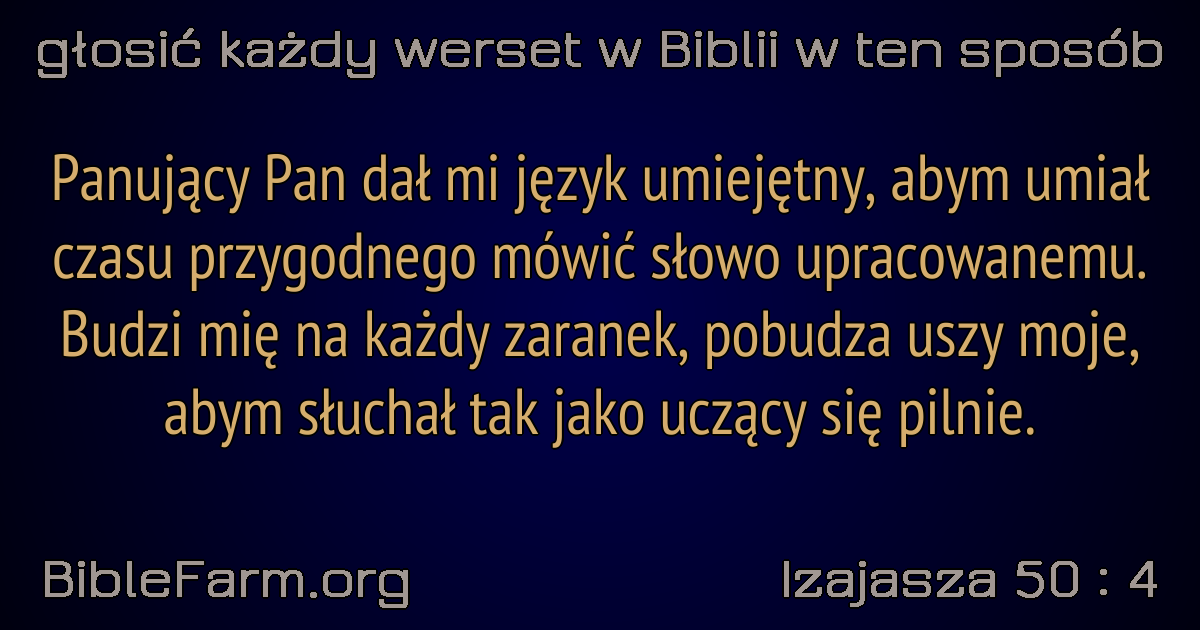 głosić każdy werset w Biblii w ten sposób
Panujący Pan dał mi język umiejętny, abym umiał
czasu przygodnego mówić słowo upracowanemu.
Budzi mię na każdy zaranek, pobudza uszy moje,
abym słuchał tak jako uczący się pilnie.
BibleFarm.org
Izajasza 50 : 4